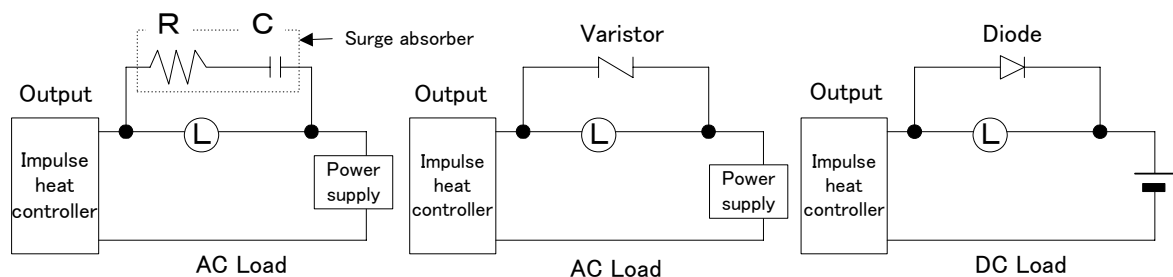 R C
Surge absorber
Output
L
Impulse
heat
controller
Power
supply
AC Load
Varistor
Output
L
Impulse
heat
controller
Power
supply
AC Load
Diode
Output
L
Impulse
heat
controller
DC Load